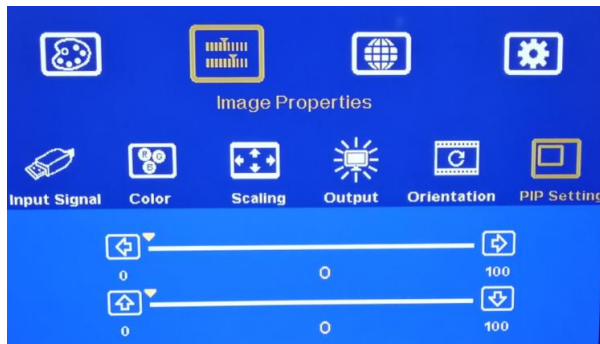 Image Properties
R G
B
Input Signal Color Scaling Output Orientation PIP Setting
0 0 100
0 0 100